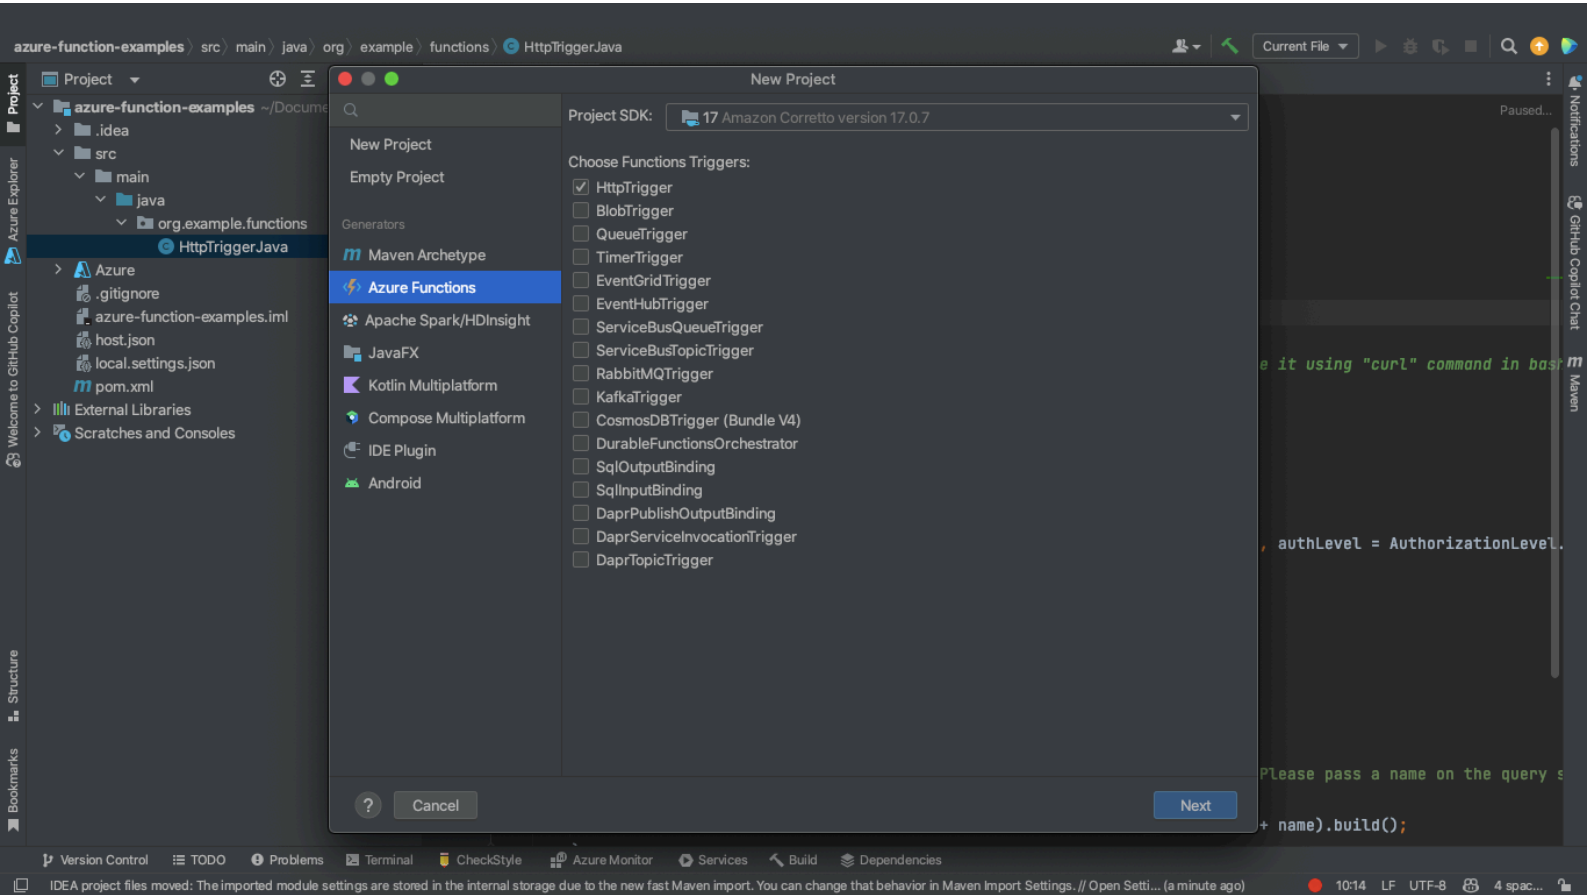 azure-function-examples src main java org example functions HttpTriggerJava
Current File
Project
New Project
Paused...
azure-function-examples ~/Docume
.idea
src
main
java
org.example.functions
HttpTriggerJava
Azure
.gitignore
azure-function-examples.iml
host.json
local.settings.json
pom.xml
External Libraries
Scratches and Consoles
Project
Azure Explorer
Welcome to GitHub Copilot
Structure
Bookmarks
New Project
Empty Project
Generators
Maven Archetype
Azure Functions
Apache Spark/HDInsight
JavaFX
Kotlin Multiplatform
Compose Multiplatform
IDE Plugin
Android
Project SDK: 17 Amazon Corretto version 17.0.7
Choose Functions Triggers:
HttpTrigger
BlobTrigger
QueueTrigger
TimerTrigger
EventGridTrigger
EventHubTrigger
ServiceBusQueueTrigger
ServiceBusTopicTrigger
RabbitMQTrigger
KafkaTrigger
CosmosDBTrigger (Bundle V4)
DurableFunctionsOrchestrator
SqlOutputBinding
SqlInputBinding
DaprPublishOutputBinding
DaprServiceInvocationTrigger
DaprTopicTrigger
? Cancel Next
e it using "curl" command in bash
, authLevel = AuthorizationLevel.
Please pass a name on the query s
+ name).build();
Notifications
GitHub Copilot Chat
m Maven
Version Control TODO Problems Terminal CheckStyle Azure Monitor Services Build Dependencies
IDEA project files moved: The imported module settings are stored in the internal storage due to the new fast Maven import. You can change that behavior in Maven Import Settings. // Open Setti... (a minute ago) 10:14 LF UTF-8 4 spac...